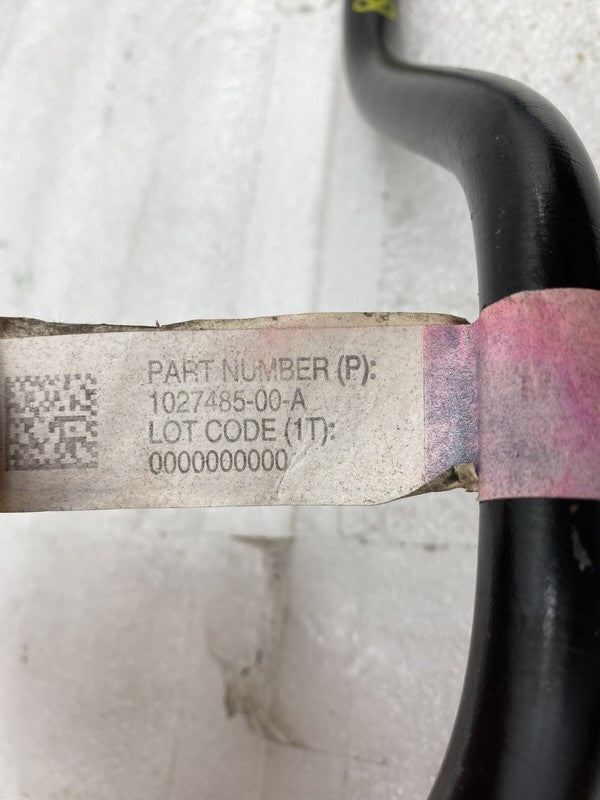 PART NUMBER (P):
1027485-00-A
LOT CODE (1T):
0000000000